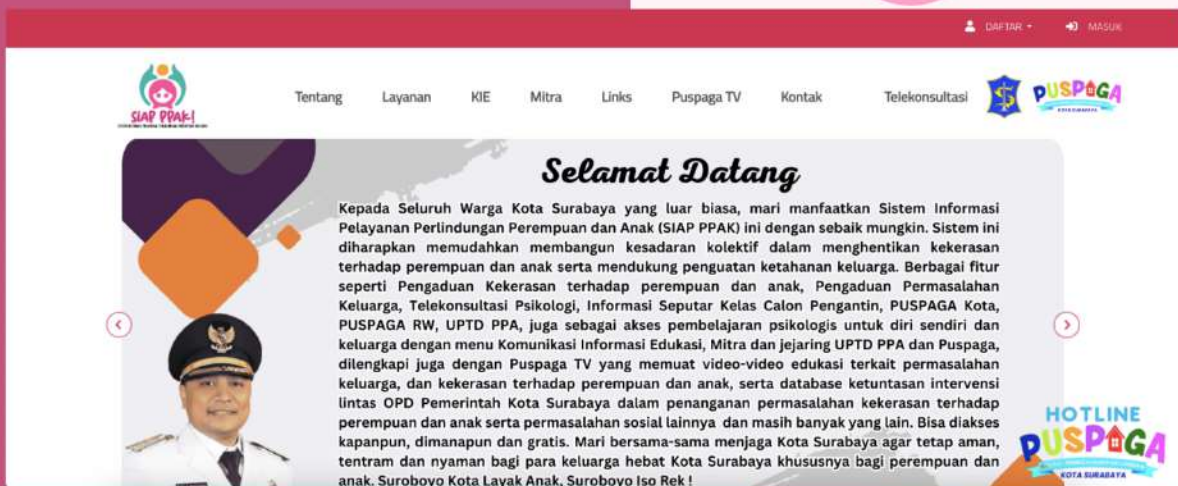 DAFTAR
MASUK
SIAP PPAK!
Tentang
Layanan
KIE
Mitra
Links
Puspaga TV
Kontak
Telekonsultasi
PUSPAGA
KOTA SURABAYA
Selamat Datang
Kepada Seluruh Warga Kota Surabaya yang luar biasa, mari manfaatkan Sistem Informasi
Pelayanan Perlindungan Perempuan dan Anak (SIAP PPAK) ini dengan sebaik mungkin. Sistem ini
diharapkan memudahkan membangun kesadaran kolektif dalam menghentikan kekerasan
terhadap perempuan dan anak serta mendukung penguatan ketahanan keluarga. Berbagai fitur
seperti Pengaduan Kekerasan terhadap perempuan dan anak, Pengaduan Permasalahan
Keluarga, Telekonsultasi Psikologi, Informasi Seputar Kelas Calon Pengantin, PUSPAGA Kota,
PUSPAGA RW, UPTD PPA, juga sebagai akses pembelajaran psikologis untuk diri sendiri dan
keluarga dengan menu Komunikasi Informasi Edukasi, Mitra dan jejaring UPTD PPA dan Puspaga,
dilengkapi juga dengan Puspaga TV yang memuat video-video edukasi terkait permasalahan
keluarga, dan kekerasan terhadap perempuan dan anak, serta database ketuntasan intervensi
lintas OPD Pemerintah Kota Surabaya dalam penanganan permasalahan kekerasan terhadap
perempuan dan anak serta permasalahan sosial lainnya dan masih banyak yang lain. Bisa diakses
kapanpun, dimanapun dan gratis. Mari bersama-sama menjaga Kota Surabaya agar tetap aman,
tentram dan nyaman bagi para keluarga hebat Kota Surabaya khususnya bagi perempuan dan
anak. Suroboyo Kota Layak Anak, Suroboyo Iso Rek !
HOTLINE
PUSPAGA
KOTA SURABAYA